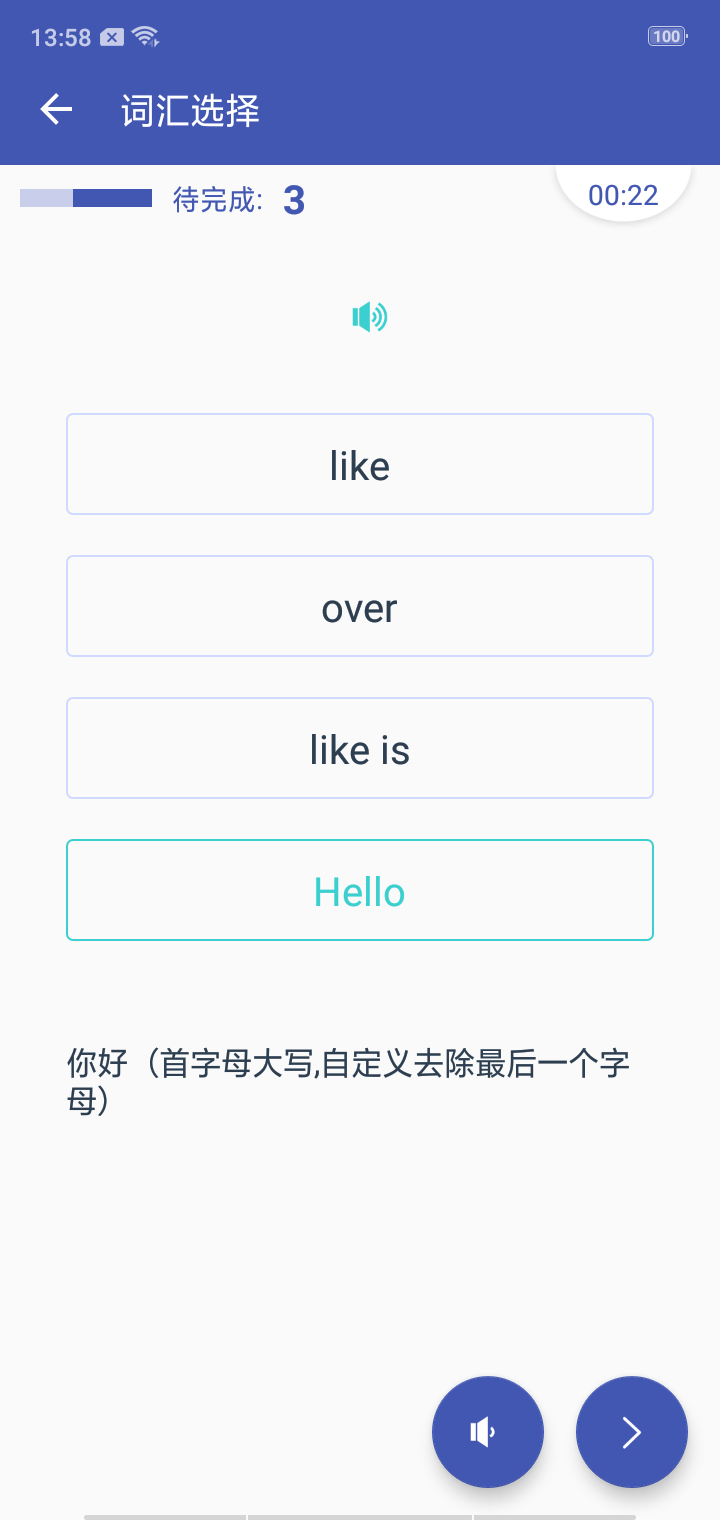 13:58
100
词汇选择
待完成: 3
00:22
like
over
like is
Hello
你好（首字母大写,自定义去除最后一个字
母）